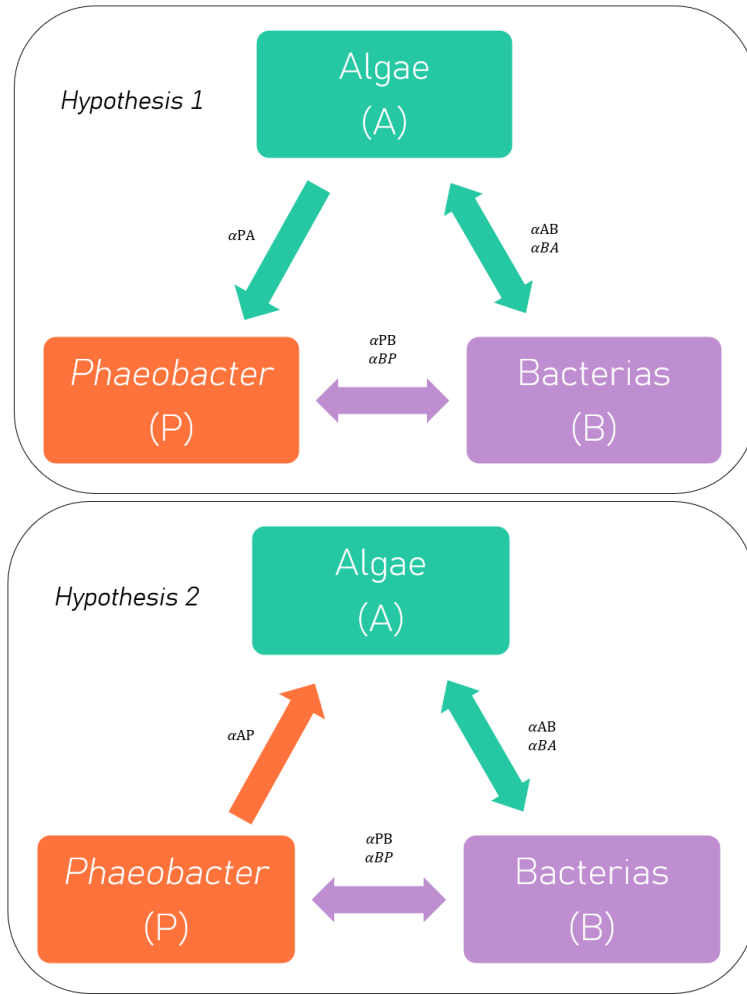 Algae
(A)
Hypothesis 1
αPA
αAB
αBA
αPB
αBP
Phaeobacter
(P)
Bacterias
(B)
Algae
(A)
Hypothesis 2
αAP
αAB
αBA
αPB
αBP
Phaeobacter
(P)
Bacterias
(B)